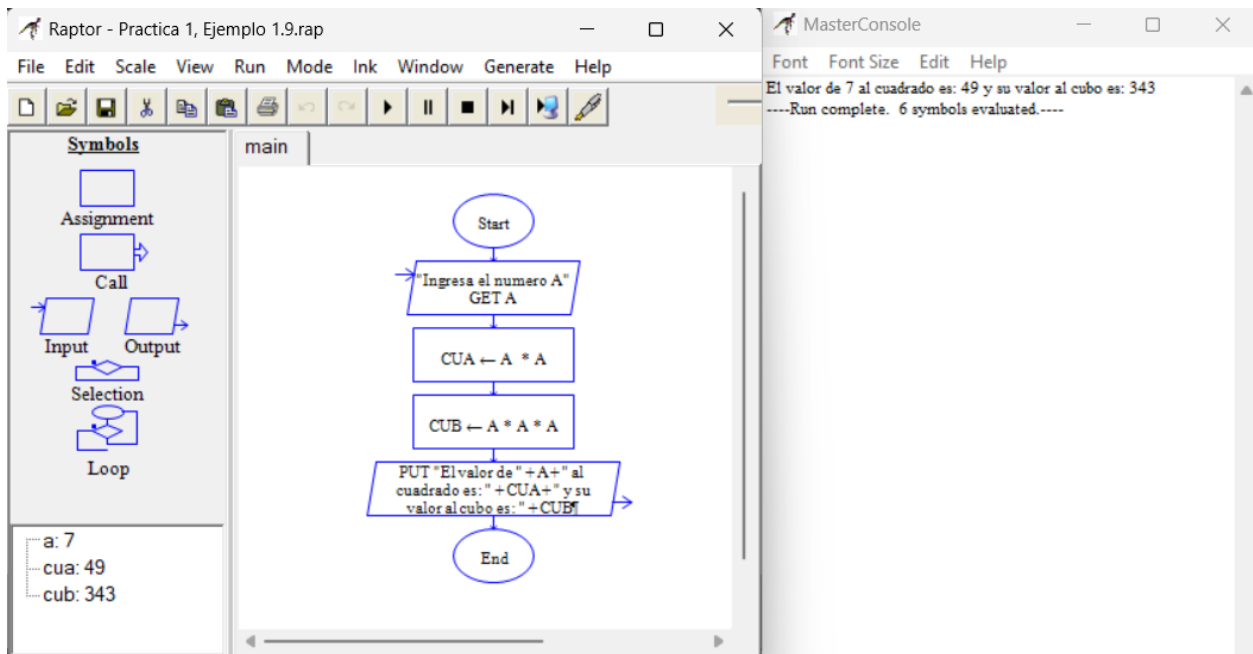 Raptor - Practica 1, Ejemplo 1.9.rap
File Edit Scale View Run Mode Ink Window Generate Help
Symbols
Assignment
Call
Input Output
Selection
Loop
a: 7
cua: 49
cub: 343
main
Start
"Ingresa el numero A"
GET A
CUA ← A * A
CUB ← A * A * A
PUT "El valor de "+A+" al
cuadrado es: "+CUA+" y su
valor al cubo es: "+CUB¶
End
MasterConsole
Font Font Size Edit Help
El valor de 7 al cuadrado es: 49 y su valor al cubo es: 343
----Run complete. 6 symbols evaluated.----